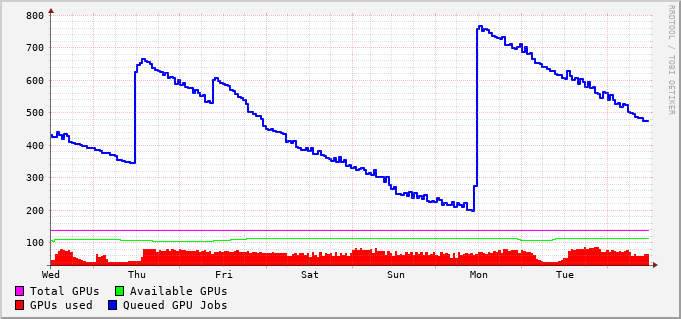 800
700
600
500
400
300
200
100
Wed Thu Fri Sat Sun Mon Tue
Total GPUs Available GPUs
GPUs used Queued GPU Jobs
RRDTOOL / TOBI OETIKER